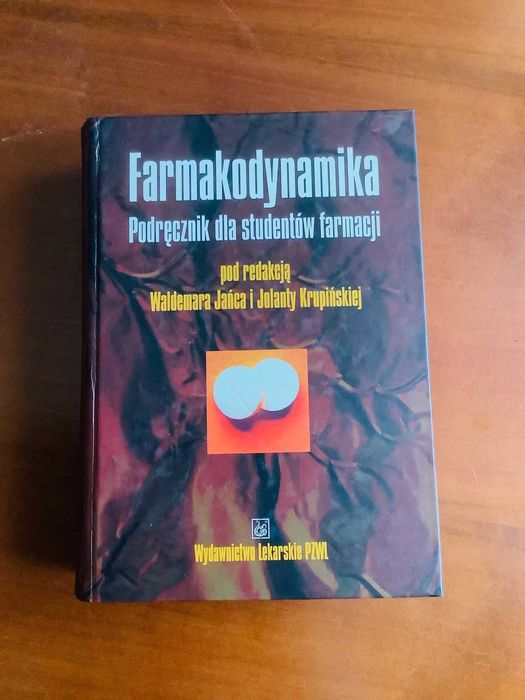 Farmakodynamika
Podręcznik dla studentów farmacji
pod redakcją
Waldemara Jańca i Jolanty Krupińskiej
Wydawnictwo Lekarskie PZWL